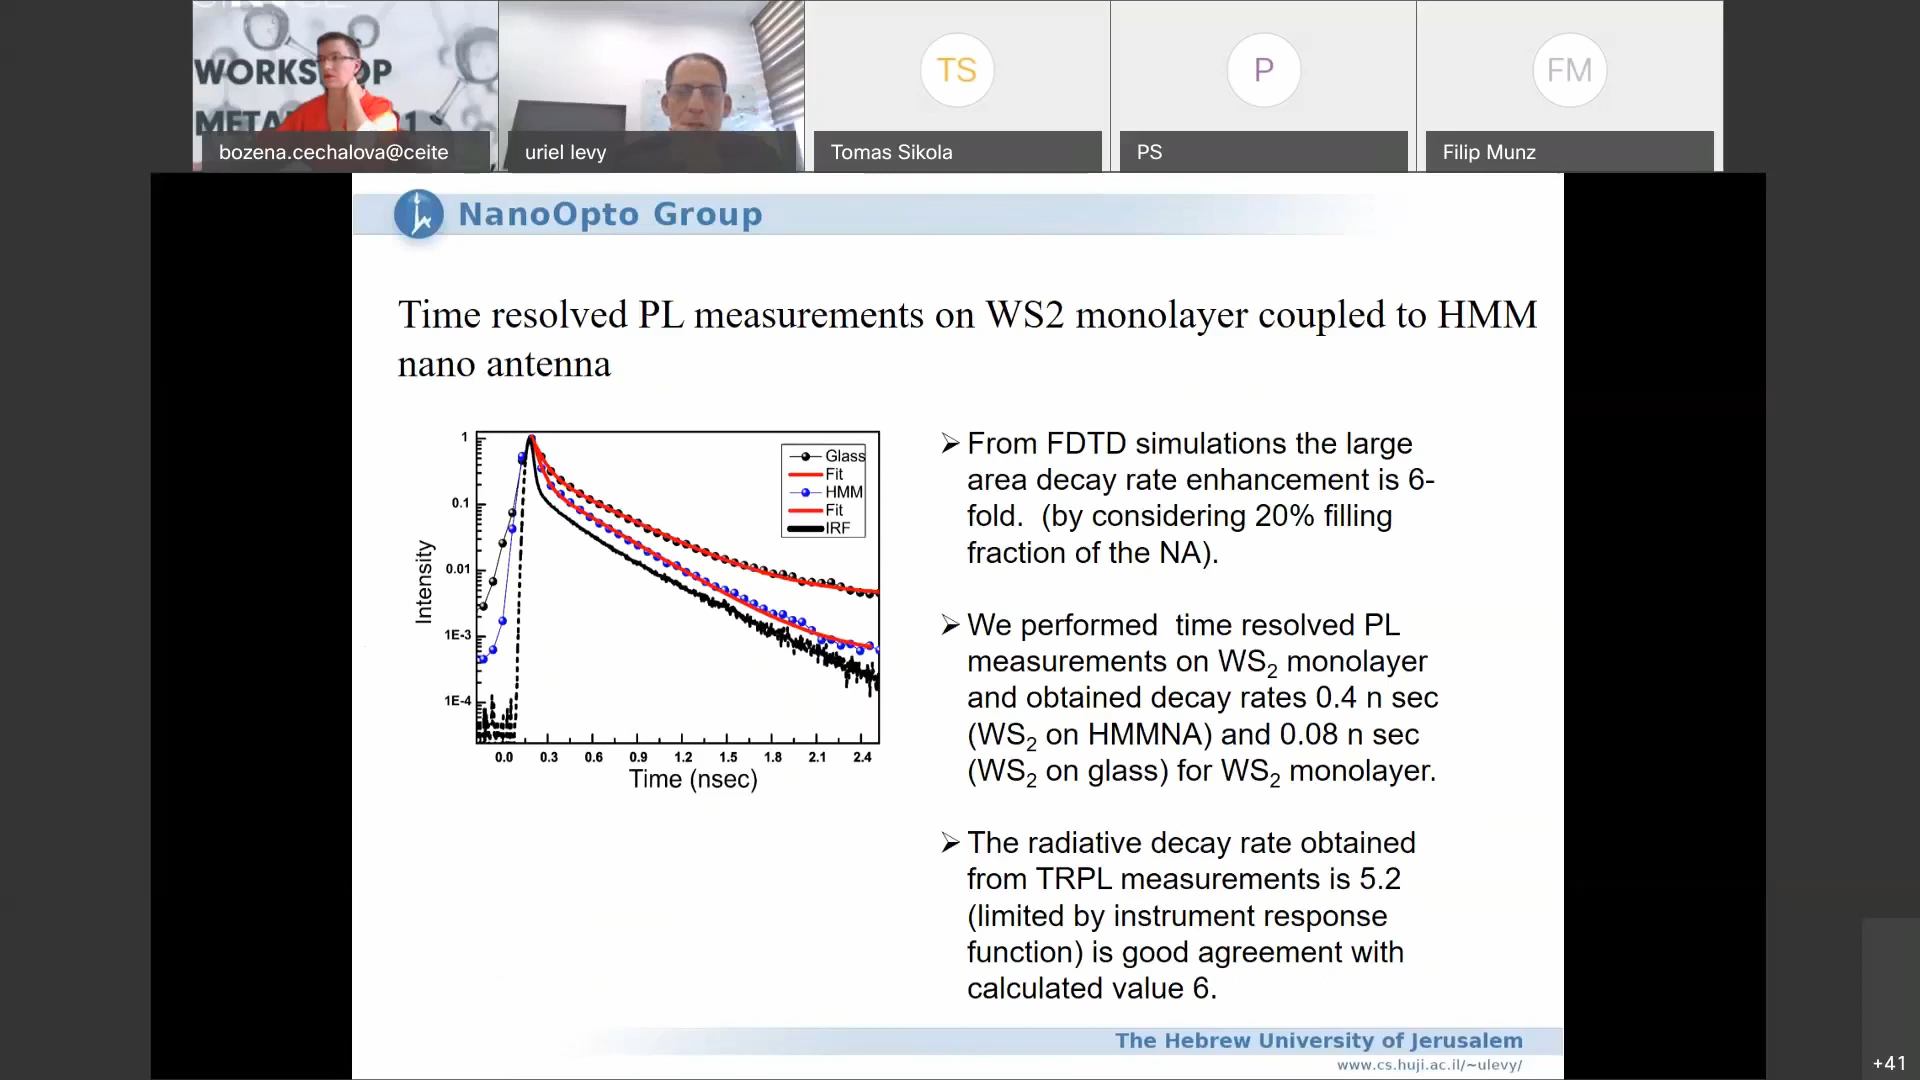 WORKSHOP
bozena.cechalova@ceite
uriel levy
TS
Tomas Sikola
P
PS
FM
Filip Munz
NanoOpto Group
Time resolved PL measurements on WS2 monolayer coupled to HMM
nano antenna
1
0.1
0.01
1E-3
1E-4
Intensity
Glass
Fit
HMM
Fit
IRF
0.0 0.3 0.6 0.9 1.2 1.5 1.8 2.1 2.4
Time (nsec)
➢ From FDTD simulations the large
area decay rate enhancement is 6-
fold. (by considering 20% filling
fraction of the NA).
➢ We performed time resolved PL
measurements on WS₂ monolayer
and obtained decay rates 0.4 n sec
(WS₂ on HMMNA) and 0.08 n sec
(WS₂ on glass) for WS₂ monolayer.
➢ The radiative decay rate obtained
from TRPL measurements is 5.2
(limited by instrument response
function) is good agreement with
calculated value 6.
The Hebrew University of Jerusalem
www.cs.huji.ac.il/~ulevy/
+41